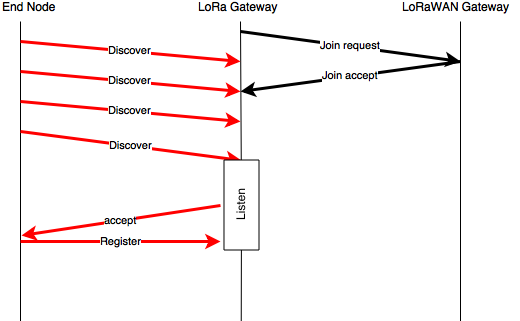 End Node
LoRa Gateway
LoRaWAN Gateway
Discover
Join request
Discover
Join accept
Discover
Discover
Listen
accept
Register